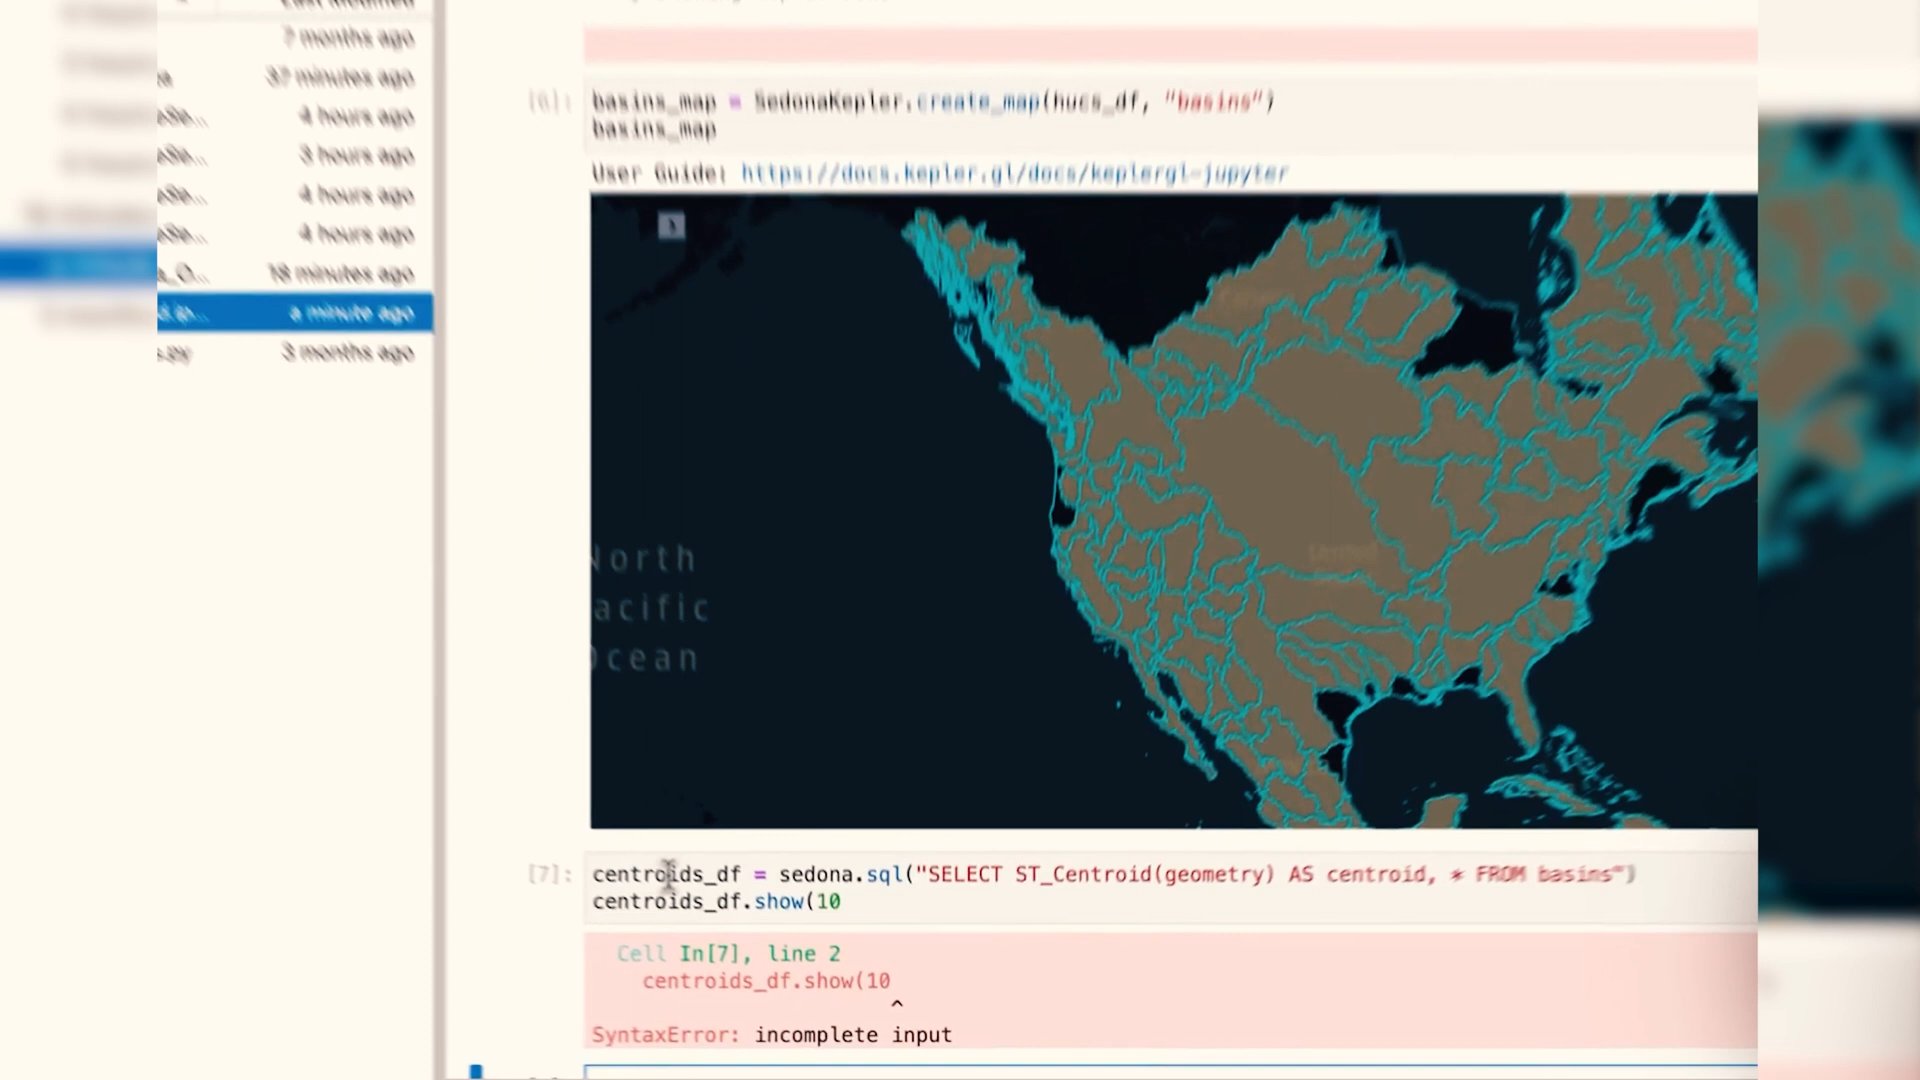 Last Modified
7 months ago
37 minutes ago
4 hours ago
3 hours ago
4 hours ago
4 hours ago
18 minutes ago
a minute ago
3 months ago
[6]:
basins_map = SedonaKepler.create_map(hucs_df, "basins")
basins_map
User Guide: https://docs.kepler.gl/docs/keplergl-jupyter
North
acific
Ocean
[7]:
centroids_df = sedona.sql("SELECT ST_Centroid(geometry) AS centroid, * FROM basins")
centroids_df.show(10
Cell In[7], line 2
centroids_df.show(10
^
SyntaxError: incomplete input